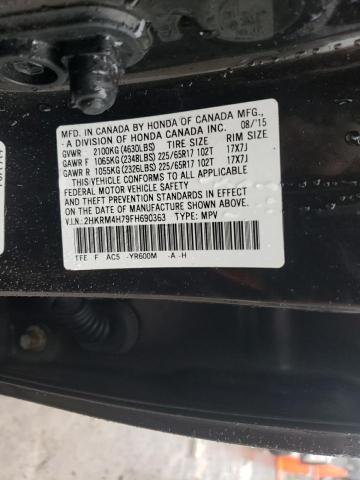 MFD. IN CANADA BY HONDA OF CANADA MFG.,
- A DIVISION OF HONDA CANADA INC. 08/'15
GVWR 2100KG (4630LBS) TIRE SIZE RIM SIZE
GAWR F 1065KG (2348LBS) 225/65R17 102T 17X7J
GAWR R 1055KG (2326LBS) 225/65R17 102T 17X7J
THIS VEHICLE CONFORMS TO ALL APPLICABLE
FEDERAL MOTOR VEHICLE SAFETY, BUMPER,
AND THEFT PREVENTION STANDARDS IN EFFECT
ON THE DATE OF MANUFACTURE SHOWN ABOVE.
V.I.N.: 2HKRM4H79FH690363 TYPE: MPV
TFE F AC5 -YR600M -A-H